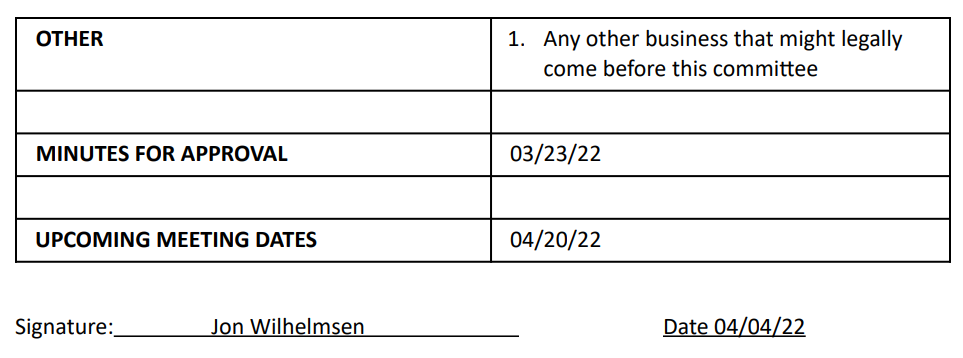 OTHER
1. Any other business that might legally
come before this committee
MINUTES FOR APPROVAL
03/23/22
UPCOMING MEETING DATES
04/20/22
Signature: Jon Wilhelmsen
Date 04/04/22